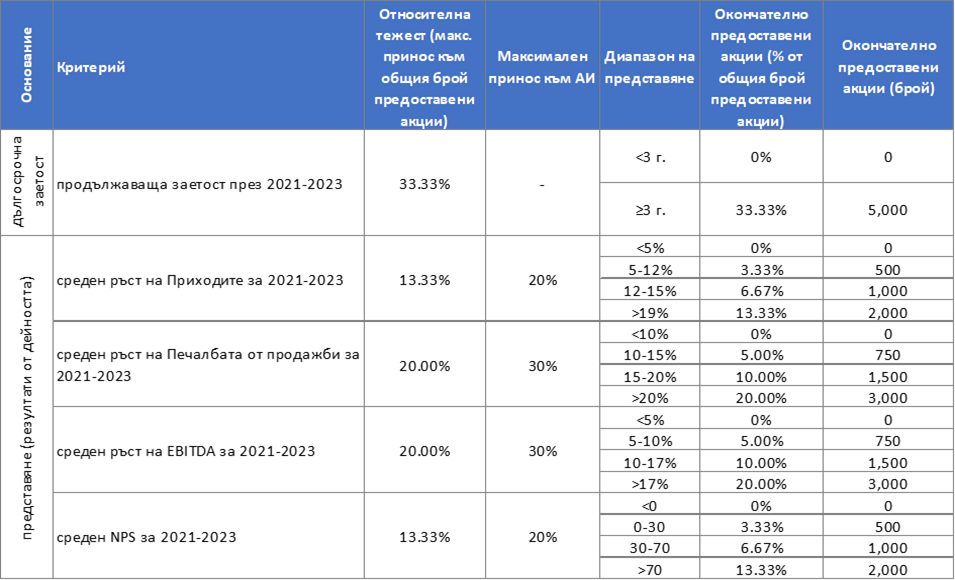 Основание
Критерий
Относителна
тежест (макс.
принос към
общия брой
предоставени
акции)
Максимален
принос към АИ
Диапазон на
представяне
Окончателно
предоставени
акции (% от
общия брой
предоставени
акции)
Окончателно
предоставени
акции (брой)
дългосрочна
заетост
продължаваща заетост през 2021-2023
33.33%
-
<3 г.
0%
0
≥3 г.
33.33%
5,000
представяне (резултати от дейността)
среден ръст на Приходите за 2021-2023
13.33%
20%
<5%
0%
0
5-12%
3.33%
500
12-15%
6.67%
1,000
>19%
13.33%
2,000
среден ръст на Печалбата от продажби за
2021-2023
20.00%
30%
<10%
0%
0
10-15%
5.00%
750
15-20%
10.00%
1,500
>20%
20.00%
3,000
среден ръст на EBITDA за 2021-2023
20.00%
30%
<5%
0%
0
5-10%
5.00%
750
10-17%
10.00%
1,500
>17%
20.00%
3,000
среден NPS за 2021-2023
13.33%
20%
<0
0%
0
0-30
3.33%
500
30-70
6.67%
1,000
>70
13.33%
2,000